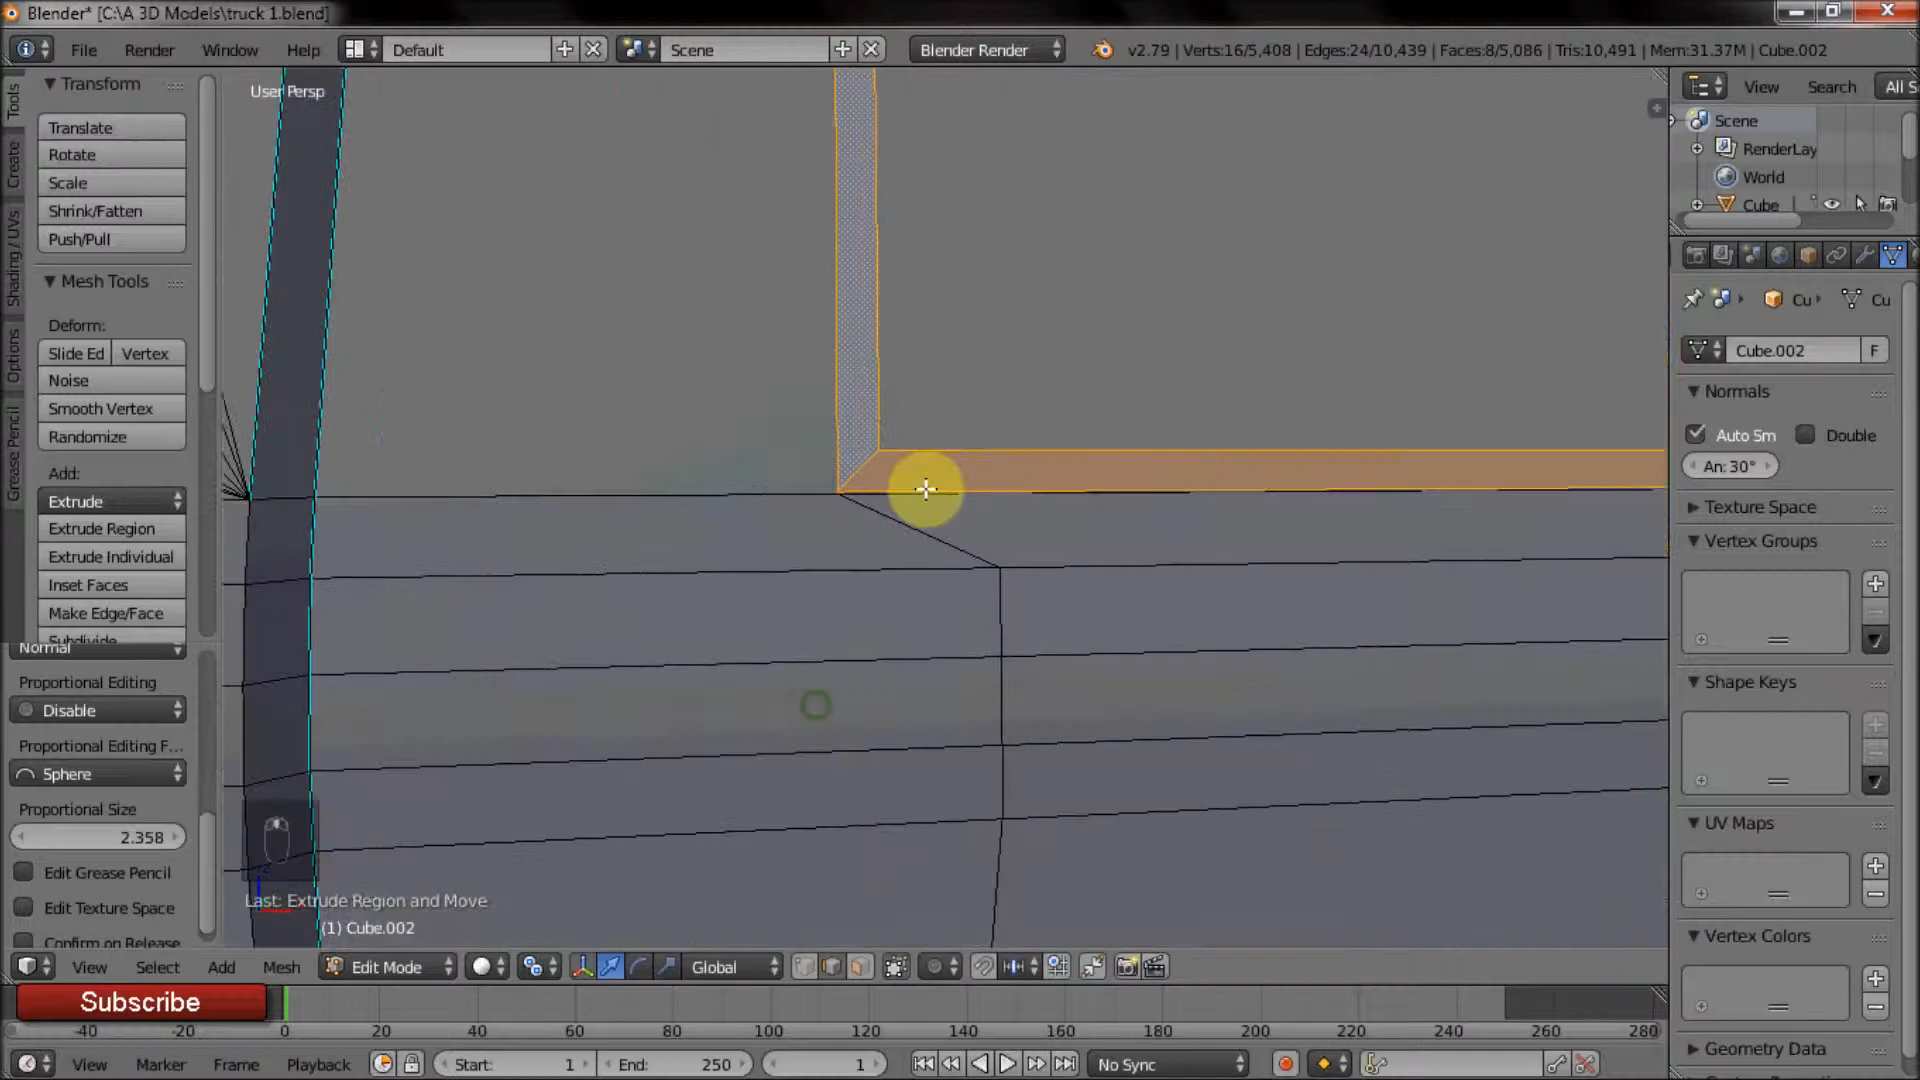 Blender* [C:\A 3D Models\truck 1.blend]
File Render Window Help Default Scene Blender Render v2.79 | Verts:16/5,408 | Edges:24/10,439 | Faces:8/5,086 | Tris:10,491 | Mem:31.37M | Cube.002
Tools
Create
Shading / UVs
Options
Grease Pencil
Transform
Translate
Rotate
Scale
Shrink/Fatten
Push/Pull
Mesh Tools
Deform:
Slide Ed Vertex
Noise
Smooth Vertex
Randomize
Add:
Extrude
Extrude Region
Extrude Individual
Inset Faces
Make Edge/Face
Subdivide
Normal
Proportional Editing
Disable
Proportional Editing F...
Sphere
Proportional Size
2.358
Edit Grease Pencil
Edit Texture Space
Confirm on Release
User Persp
Last: Extrude Region and Move
(1) Cube.002
View Search All S
Scene
RenderLay
World
Cube
Cu Cu
Cube.002 F
Normals
Auto Sm Double
An: 30°
Texture Space
Vertex Groups
Shape Keys
UV Maps
Vertex Colors
Geometry Data
View Select Add Mesh Edit Mode Global
Subscribe
-40 -20 0 20 40 60 80 100 120 140 160 180 200 220 240 260 280
View Marker Frame Playback Start: 1 End: 250 1 No Sync